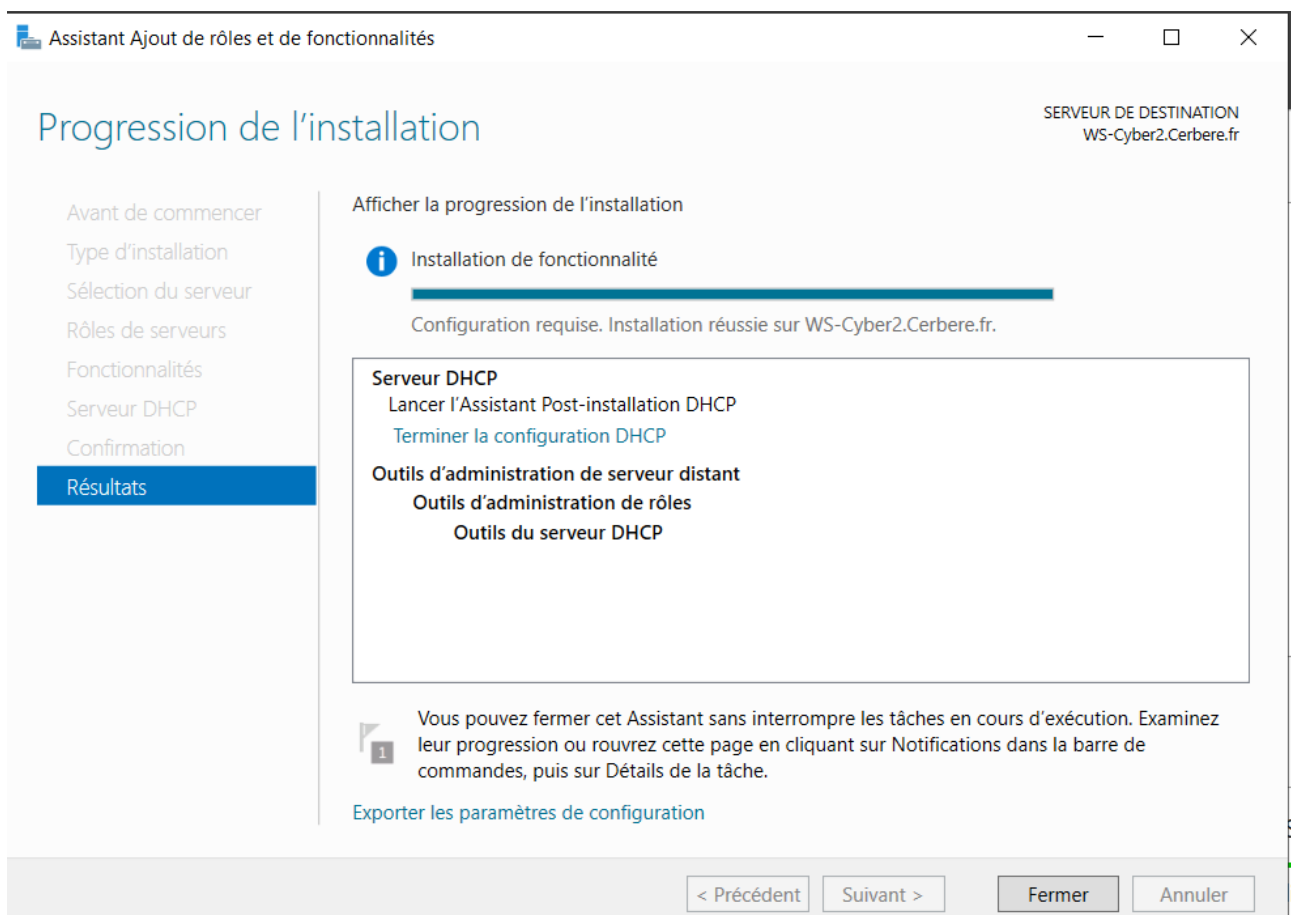 Assistant Ajout de rôles et de fonctionnalités
Progression de l'installation
SERVEUR DE DESTINATION
WS-Cyber2.Cerbere.fr
Avant de commencer
Type d'installation
Sélection du serveur
Rôles de serveurs
Fonctionnalités
Serveur DHCP
Confirmation
Résultats
Afficher la progression de l'installation
Installation de fonctionnalité
Configuration requise. Installation réussie sur WS-Cyber2.Cerbere.fr.
Serveur DHCP
Lancer l'Assistant Post-installation DHCP
Terminer la configuration DHCP
Outils d'administration de serveur distant
Outils d'administration de rôles
Outils du serveur DHCP
1
Vous pouvez fermer cet Assistant sans interrompre les tâches en cours d'exécution. Examinez
leur progression ou rouvrez cette page en cliquant sur Notifications dans la barre de
commandes, puis sur Détails de la tâche.
Exporter les paramètres de configuration
< Précédent
Suivant >
Fermer
Annuler